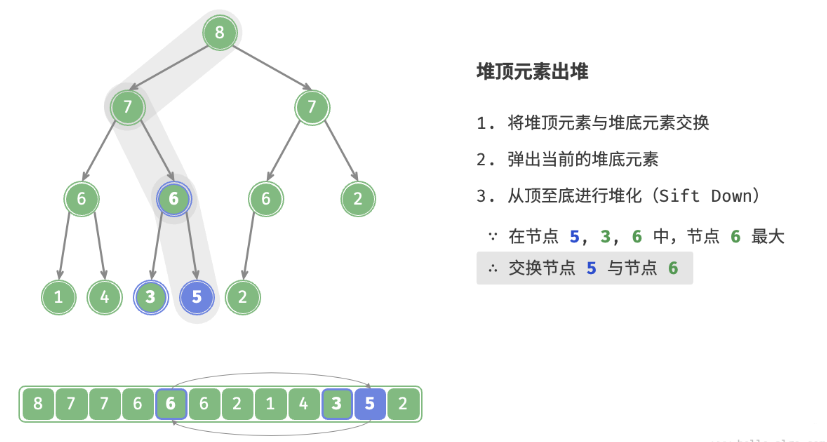 8
堆顶元素出堆
7 7
1. 将堆顶元素与堆底元素交换
2. 弹出当前的堆底元素
3. 从顶至底进行堆化（Sift Down）
6 6 6 2
∵ 在节点 5, 3, 6 中，节点 6 最大
∴ 交换节点 5 与节点 6
1 4 3 5 2
8 7 7 6 6 6 2 1 4 3 5 2